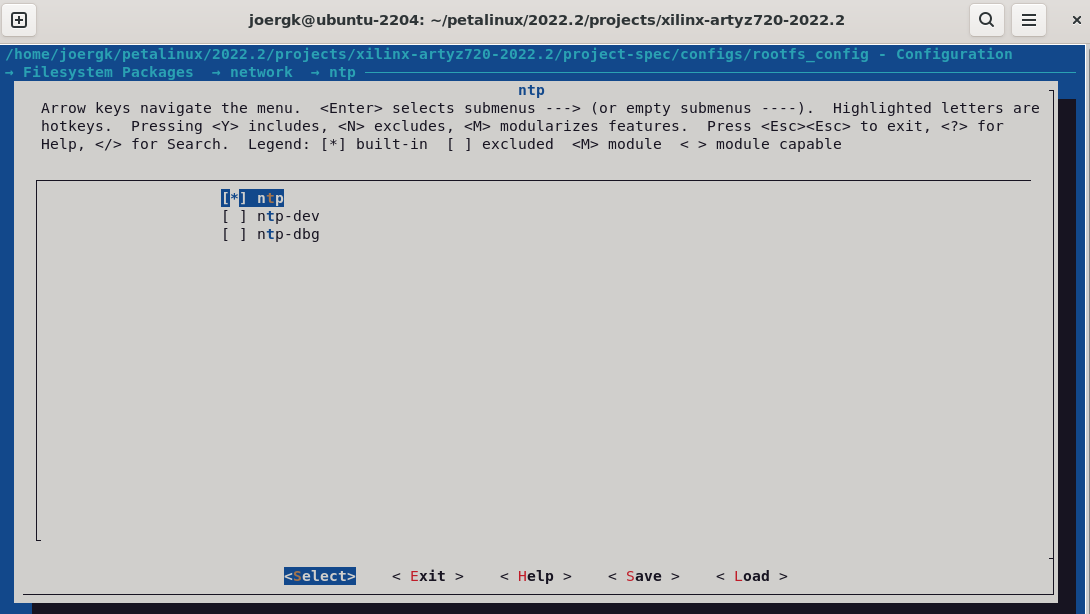 joergk@ubuntu-2204: ~/petalinux/2022.2/projects/xilinx-artyz720-2022.2
/home/joergk/petalinux/2022.2/projects/xilinx-artyz720-2022.2/project-spec/configs/rootfs_config - Configuration
→ Filesystem Packages → network → ntp
ntp
Arrow keys navigate the menu. <Enter> selects submenus ---> (or empty submenus ----). Highlighted letters are
hotkeys. Pressing <Y> includes, <N> excludes, <M> modularizes features. Press <Esc><Esc> to exit, <?> for
Help, </> for Search. Legend: [*] built-in [ ] excluded <M> module < > module capable
[*] ntp
[ ] ntp-dev
[ ] ntp-dbg
<Select> < Exit > < Help > < Save > < Load >